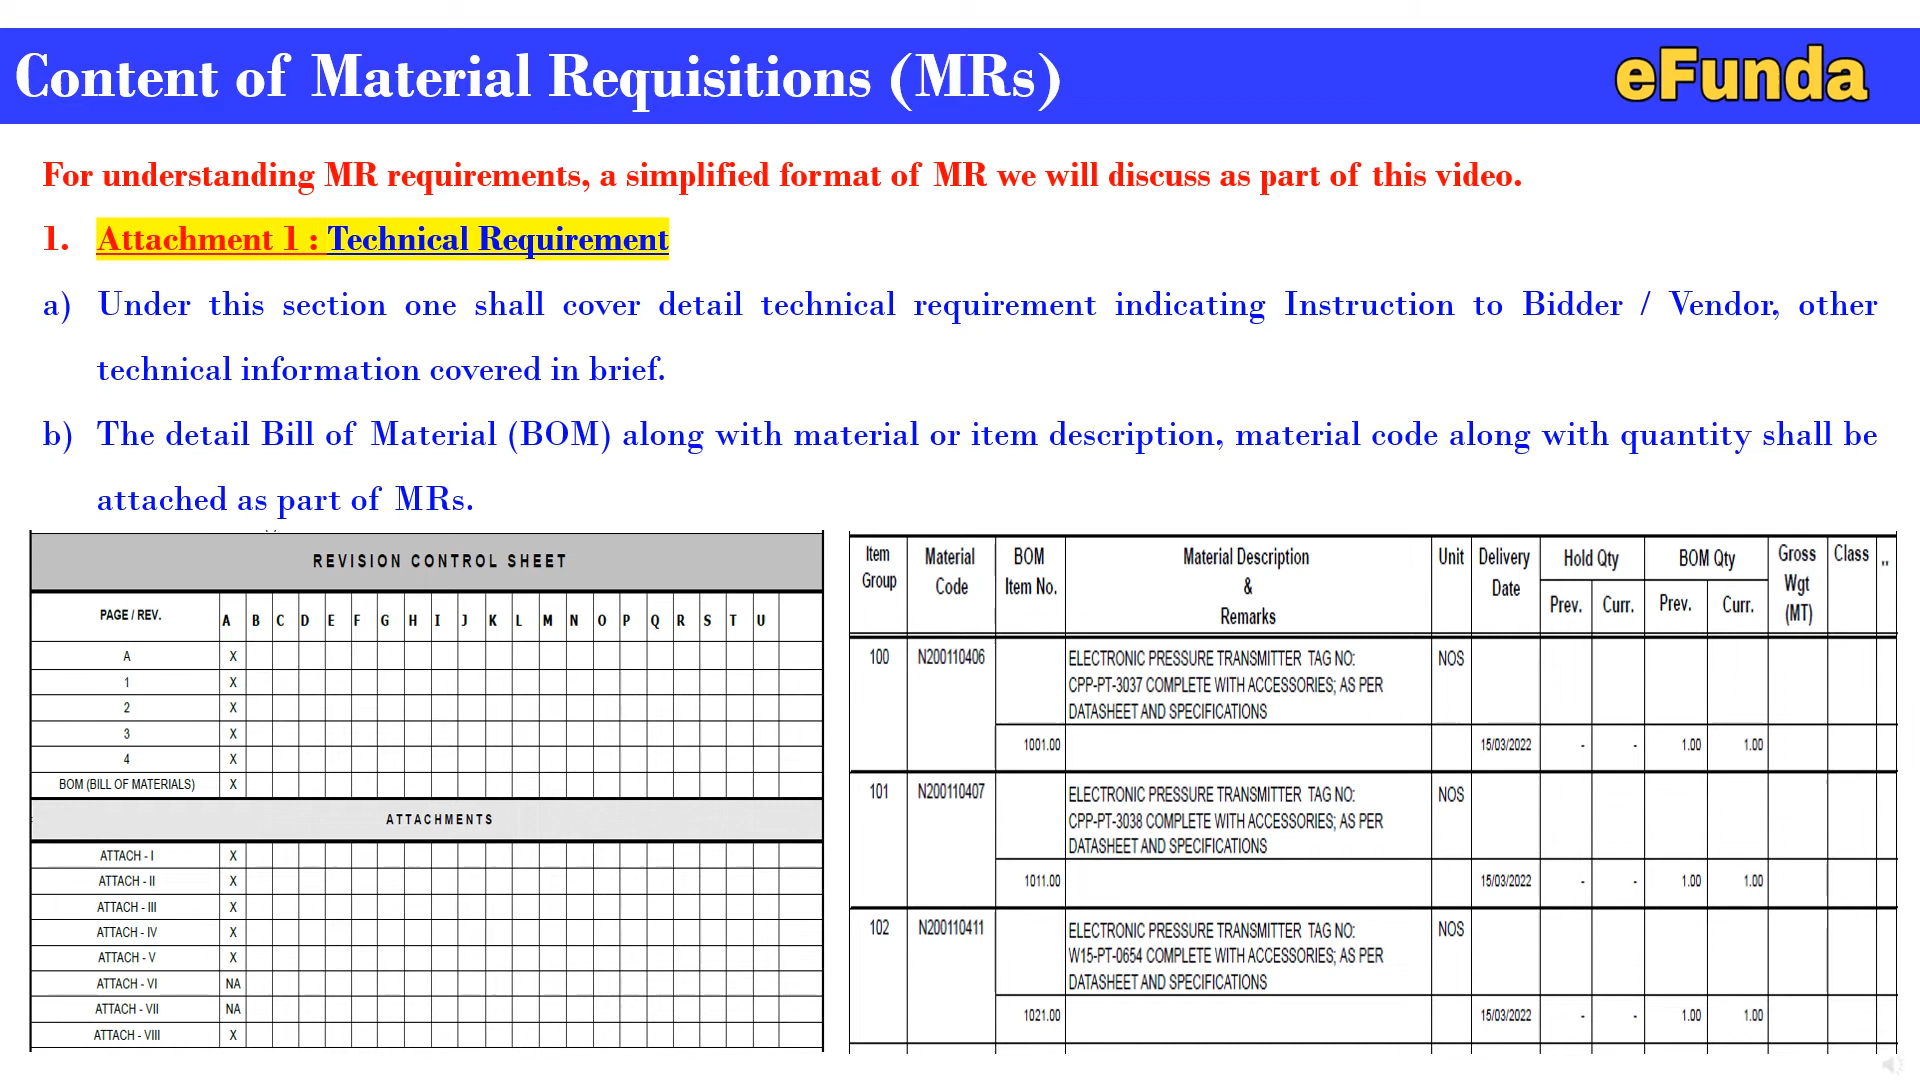 Content of Material Requisitions (MRs)
eFunda
For understanding MR requirements, a simplified format of MR we will discuss as part of this video.
1. Attachment 1 : Technical Requirement
a) Under this section one shall cover detail technical requirement indicating Instruction to Bidder / Vendor, other
technical information covered in brief.
b) The detail Bill of Material (BOM) along with material or item description, material code along with quantity shall be
attached as part of MRs.
REVISION CONTROL SHEET
PAGE / REV. A B C D E F G H I J K L M N O P Q R S T U
A X
1 X
2 X
3 X
4 X
BOM (BILL OF MATERIALS) X
ATTACHMENTS
ATTACH - I X
ATTACH - II X
ATTACH - III X
ATTACH - IV X
ATTACH - V X
ATTACH - VI NA
ATTACH - VII NA
ATTACH - VIII X
Item Material BOM Material Description Unit Delivery Hold Qty BOM Qty Gross Class ,,
Group Code Item No. & Date Wgt
Remarks Prev. Curr. Prev. Curr. (MT)
100 N200110406 ELECTRONIC PRESSURE TRANSMITTER TAG NO: NOS
CPP-PT-3037 COMPLETE WITH ACCESSORIES; AS PER
DATASHEET AND SPECIFICATIONS
1001.00 15/03/2022 - - 1.00 1.00
101 N200110407 ELECTRONIC PRESSURE TRANSMITTER TAG NO: NOS
CPP-PT-3038 COMPLETE WITH ACCESSORIES; AS PER
DATASHEET AND SPECIFICATIONS
1011.00 15/03/2022 - - 1.00 1.00
102 N200110411 ELECTRONIC PRESSURE TRANSMITTER TAG NO: NOS
W15-PT-0654 COMPLETE WITH ACCESSORIES; AS PER
DATASHEET AND SPECIFICATIONS
1021.00 15/03/2022 - - 1.00 1.00